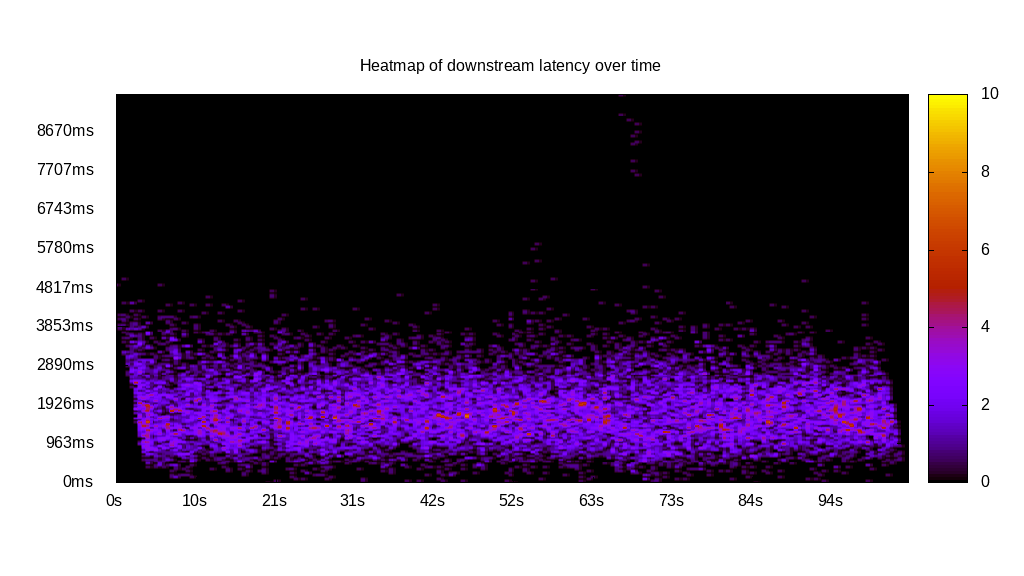 Heatmap of downstream latency over time
8670ms
7707ms
6743ms
5780ms
4817ms
3853ms
2890ms
1926ms
963ms
0ms
0s 10s 21s 31s 42s 52s 63s 73s 84s 94s
10
8
6
4
2
0